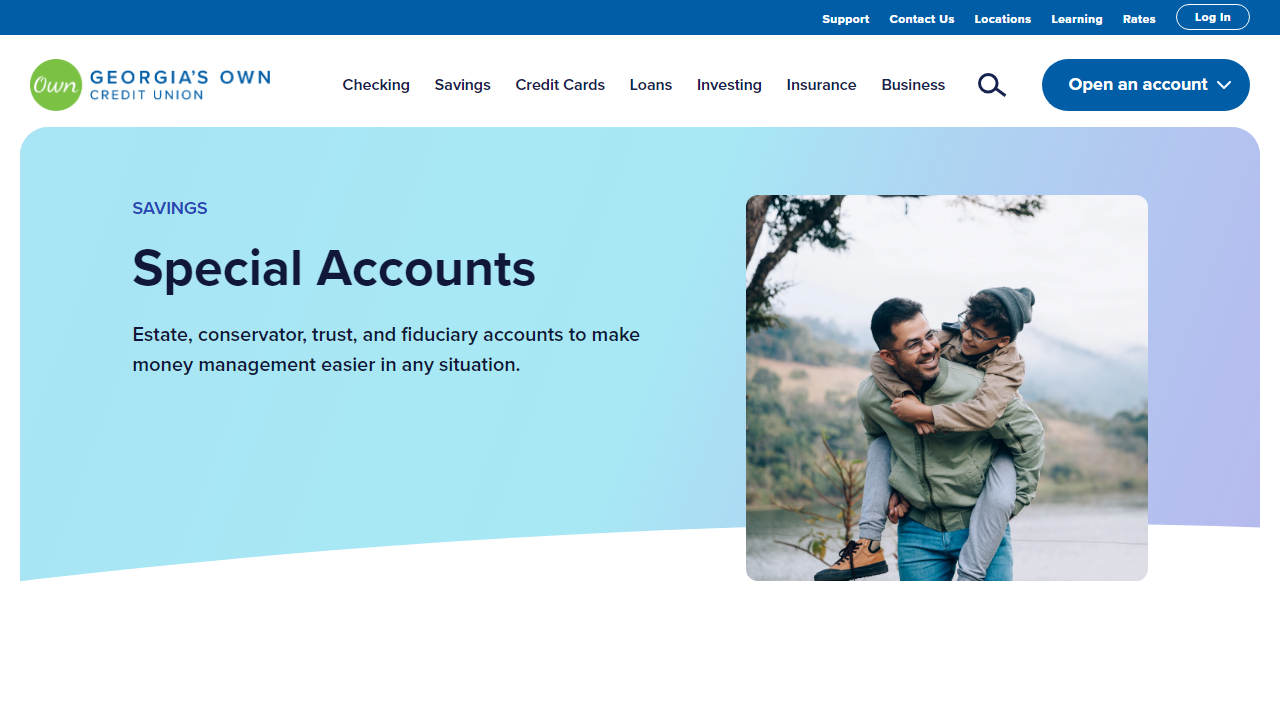 Support Contact Us Locations Learning Rates Log In
Own GEORGIA'S OWN
CREDIT UNION
Checking Savings Credit Cards Loans Investing Insurance Business Open an account
SAVINGS
Special Accounts
Estate, conservator, trust, and fiduciary accounts to make
money management easier in any situation.